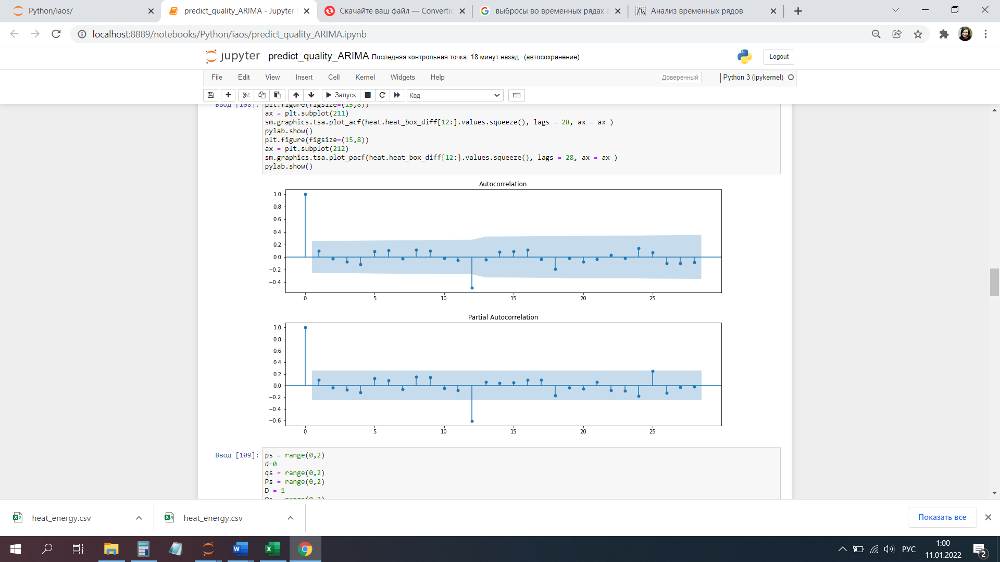 Python/iaos/
predict_quality_ARIMA - Jupyter
Скачайте ваш файл — Convertio
выбросы во временных рядах а
Анализ временных рядов
localhost:8889/notebooks/Python/iaos/predict_quality_ARIMA.ipynb
jupyter predict_quality_ARIMA Последняя контрольная точка: 18 минут назад (автосохранение)
Logout
File Edit View Insert Cell Kernel Widgets Help
Доверенный
Python 3 (ipykernel)
Запуск
Код
Ввод [108]: plt.figure(figsize=(15,8))
ax = plt.subplot(211)
sm.graphics.tsa.plot_acf(heat.heat_box_diff[12:].values.squeeze(), lags = 28, ax = ax )
pylab.show()
plt.figure(figsize=(15,8))
ax = plt.subplot(212)
sm.graphics.tsa.plot_pacf(heat.heat_box_diff[12:].values.squeeze(), lags = 28, ax = ax )
pylab.show()
Autocorrelation
1.0
0.8
0.6
0.4
0.2
0.0
−0.2
−0.4
0 5 10 15 20 25
Partial Autocorrelation
1.0
0.8
0.6
0.4
0.2
0.0
−0.2
−0.4
−0.6
0 5 10 15 20 25
Ввод [109]: ps = range(0,2)
d=0
qs = range(0,2)
Ps = range(0,2)
D = 1
Qs = range(0,2)
heat_energy.csv
heat_energy.csv
Показать все
РУС
1:00
11.01.2022
2